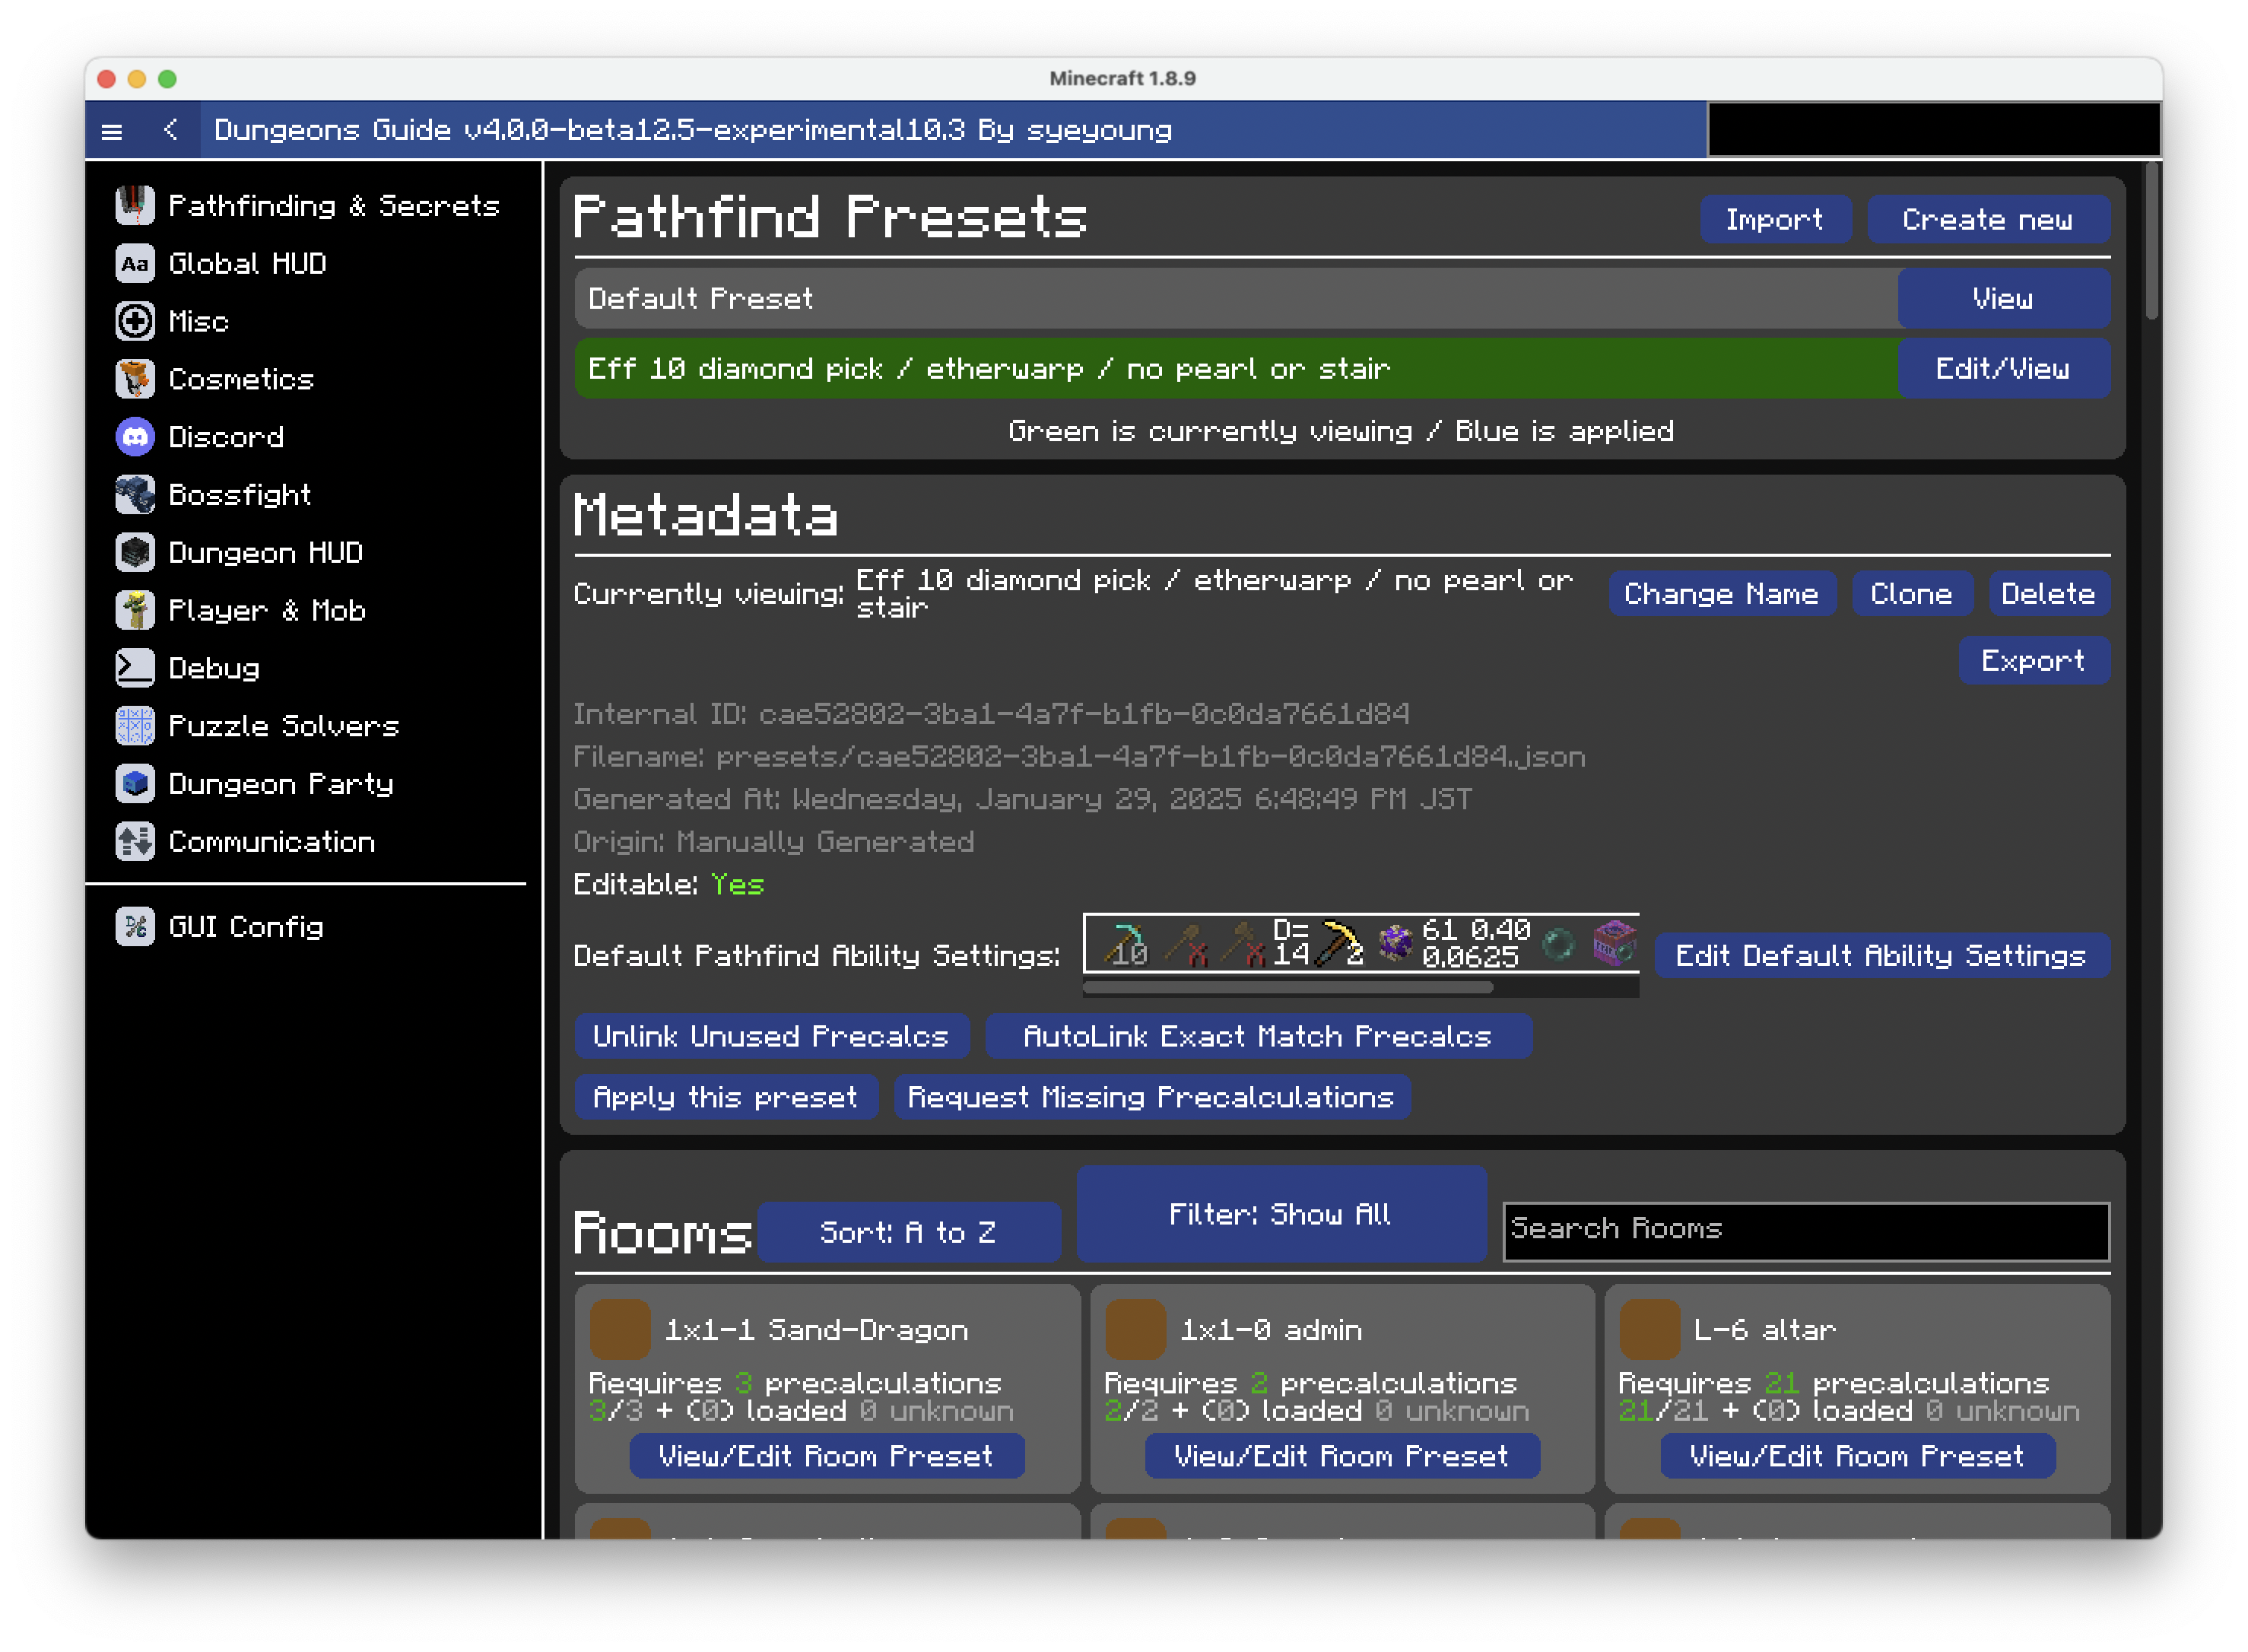 Minecraft 1.8.9
Dungeons Guide v4.0.0-beta12.5-experimental10.3 By syeyoung
Pathfinding & Secrets
Global HUD
Misc
Cosmetics
Discord
Bossfight
Dungeon HUD
Player & Mob
Debug
Puzzle Solvers
Dungeon Party
Communication
GUI Config
Pathfind Presets
Import
Create new
Default Preset
View
Eff 10 diamond pick / etherwarp / no pearl or stair
Edit/View
Green is currently viewing / Blue is applied
Metadata
Currently viewing: Eff 10 diamond pick / etherwarp / no pearl or
stair
Change Name
Clone
Delete
Export
Internal ID: cae52802-3ba1-4a7f-b1fb-0c0da7661d84
Filename: presets/cae52802-3ba1-4a7f-b1fb-0c0da7661d84.json
Generated At: Wednesday, January 29, 2025 6:48:49 PM JST
Origin: Manually Generated
Editable: Yes
Default Pathfind Ability Settings:
10
D=
14
2
61 0.40
0.0625
Edit Default Ability Settings
Unlink Unused Precalcs
AutoLink Exact Match Precalcs
Apply this preset
Request Missing Precalculations
Rooms
Sort: A to Z
Filter: Show All
Search Rooms
1x1-1 Sand-Dragon
Requires 3 precalculations
3/3 + (0) loaded 0 unknown
View/Edit Room Preset
1x1-0 admin
Requires 2 precalculations
2/2 + (0) loaded 0 unknown
View/Edit Room Preset
L-6 altar
Requires 21 precalculations
21/21 + (0) loaded 0 unknown
View/Edit Room Preset